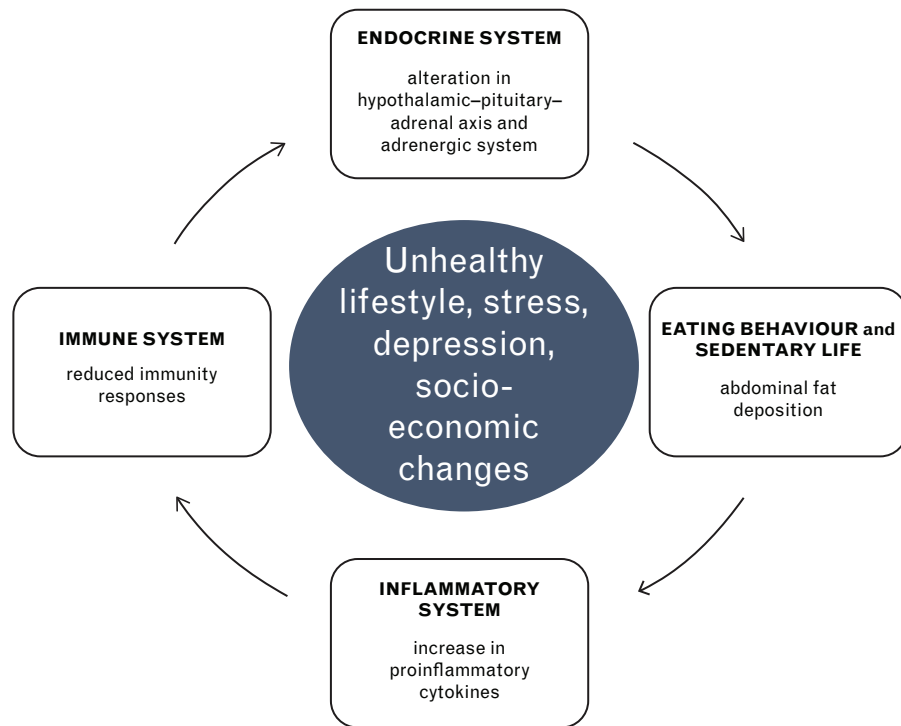 ENDOCRINE SYSTEM
alteration in
hypothalamic–pituitary–
adrenal axis and
adrenergic system
Unhealthy
lifestyle, stress,
depression,
socio-
economic
changes
IMMUNE SYSTEM
reduced immunity
responses
EATING BEHAVIOUR and
SEDENTARY LIFE
abdominal fat
deposition
INFLAMMATORY
SYSTEM
increase in
proinflammatory
cytokines